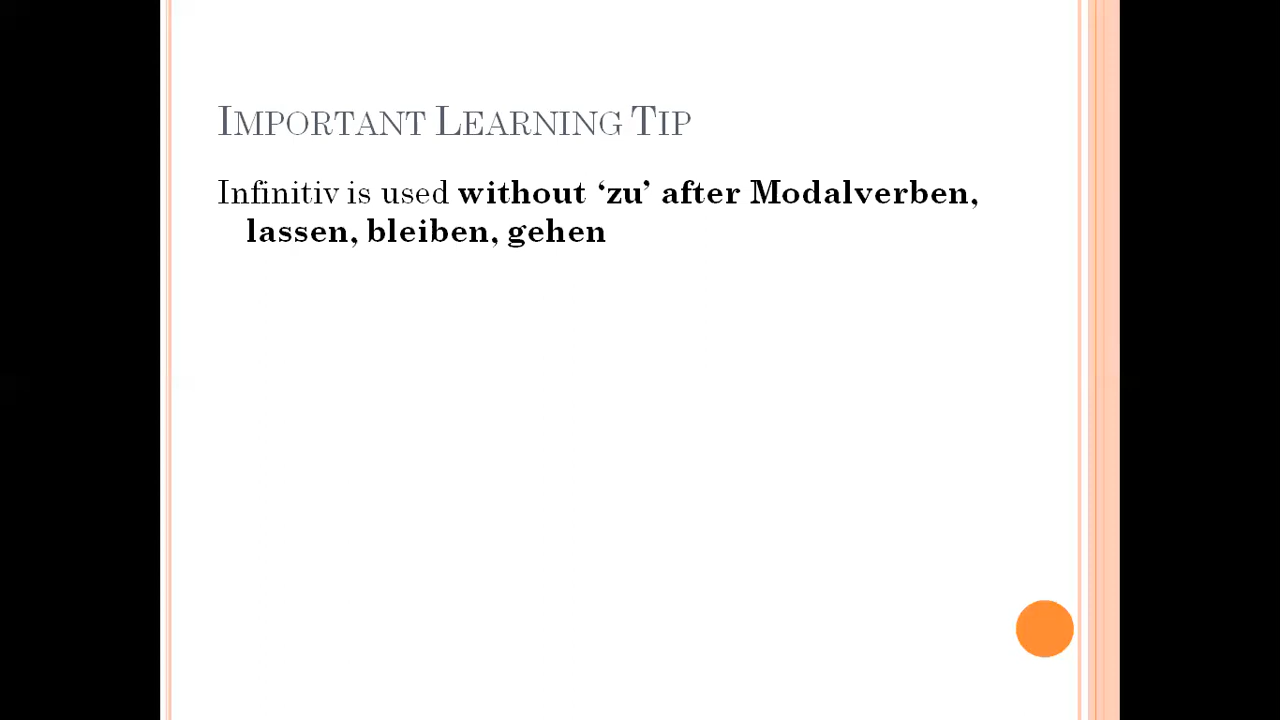 Important Learning Tip
Infinitiv is used without ‘zu’ after Modalverben,
lassen, bleiben, gehen